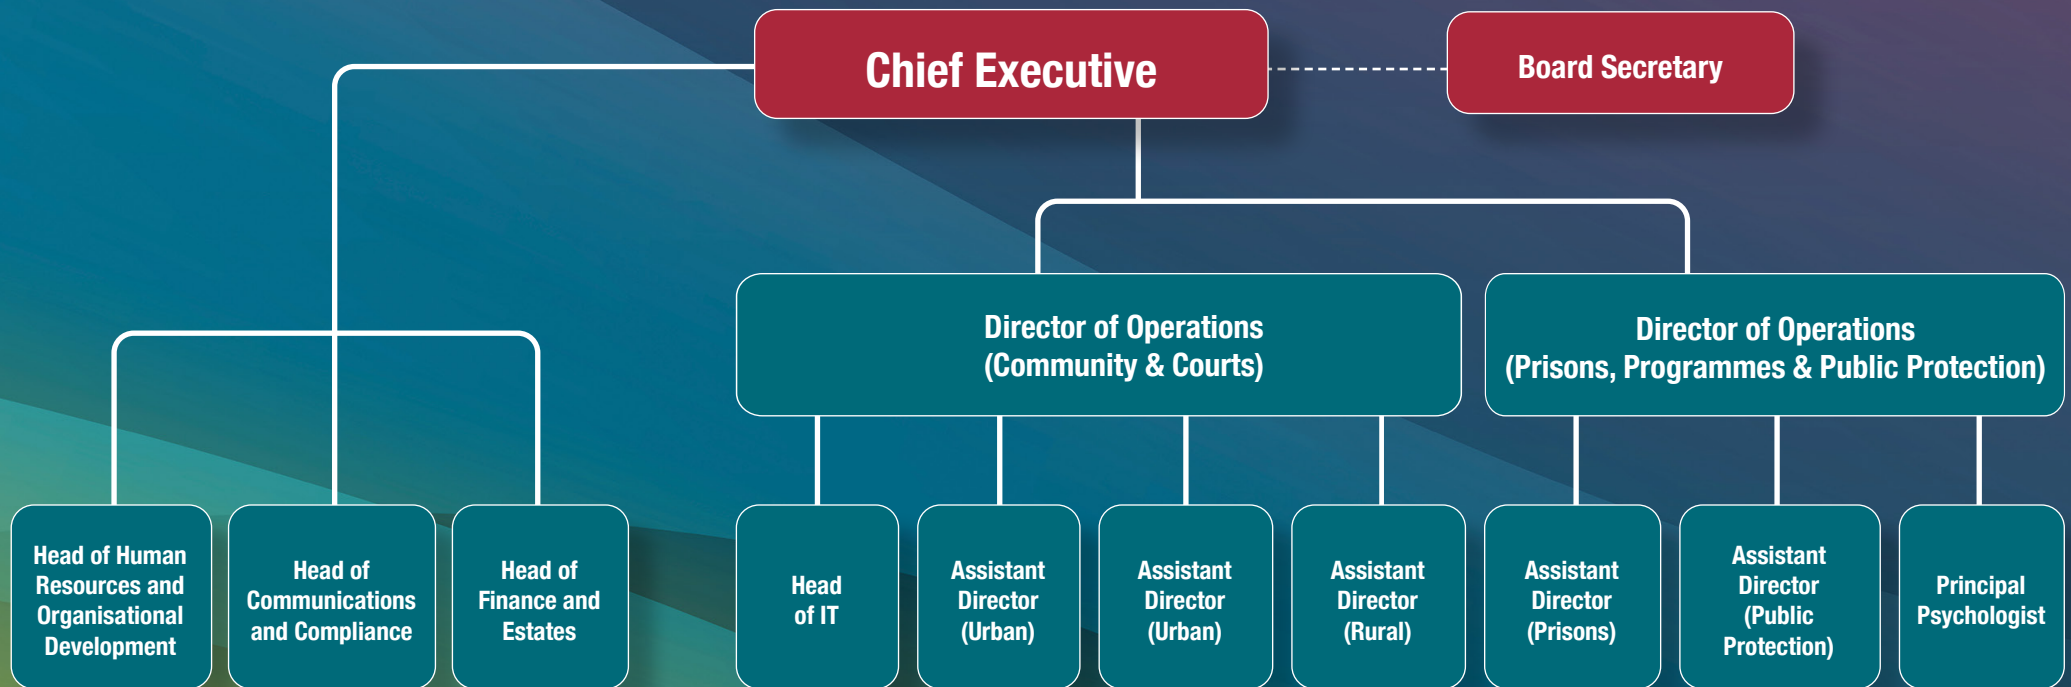 Chief Executive
Board Secretary
Director of Operations
(Community & Courts)
Director of Operations
(Prisons, Programmes & Public Protection)
Head of Human
Resources and
Organisational
Development
Head of
Communications
and Compliance
Head of
Finance and
Estates
Head
of IT
Assistant
Director
(Urban)
Assistant
Director
(Urban)
Assistant
Director
(Rural)
Assistant
Director
(Prisons)
Assistant
Director
(Public
Protection)
Principal
Psychologist